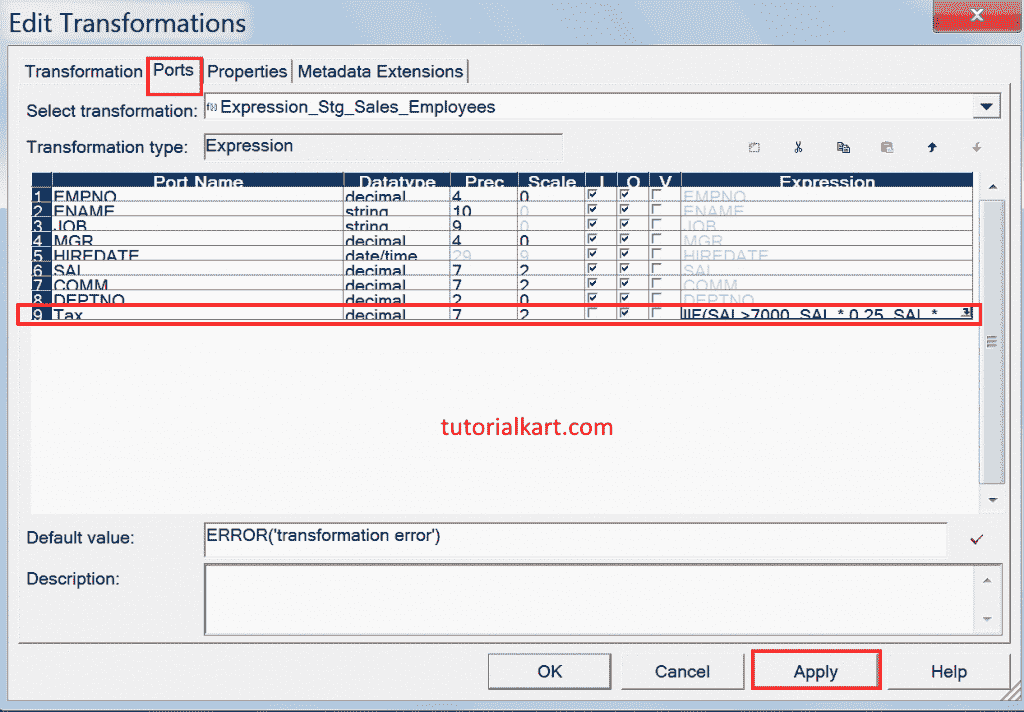 Edit Transformations
Transformation Ports Properties Metadata Extensions
Select transformation: f(x) Expression_Stg_Sales_Employees
Transformation type: Expression
Port Name Datatype Prec Scale I O V Expression
1 EMPNO decimal 4 0 EMPNO
2 ENAME string 10 0 ENAME
3 JOB string 9 0 JOB
4 MGR decimal 4 0 MGR
5 HIREDATE date/time 29 9 HIREDATE
6 SAL decimal 7 2 SAL
7 COMM decimal 7 2 COMM
8 DEPTNO decimal 2 0 DEPTNO
9 Tax decimal 7 2 IIF(SAL>7000, SAL * 0.25, SAL *
tutorialkart.com
Default value: ERROR('transformation error')
Description:
OK Cancel Apply Help